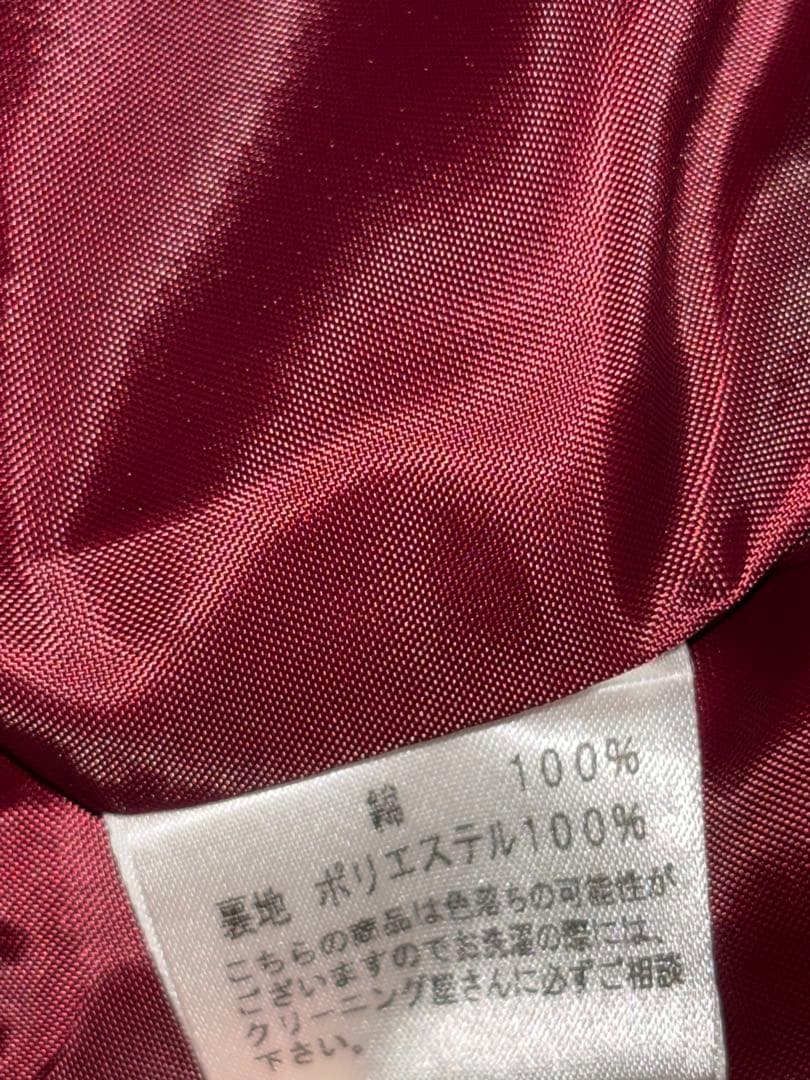 綿 100%
裏地 ポリエステル100%
こちらの商品は色落ちの可能性が
ございますのでお洗濯の際には、
クリーニング屋さんに必ずご相談
下さい。